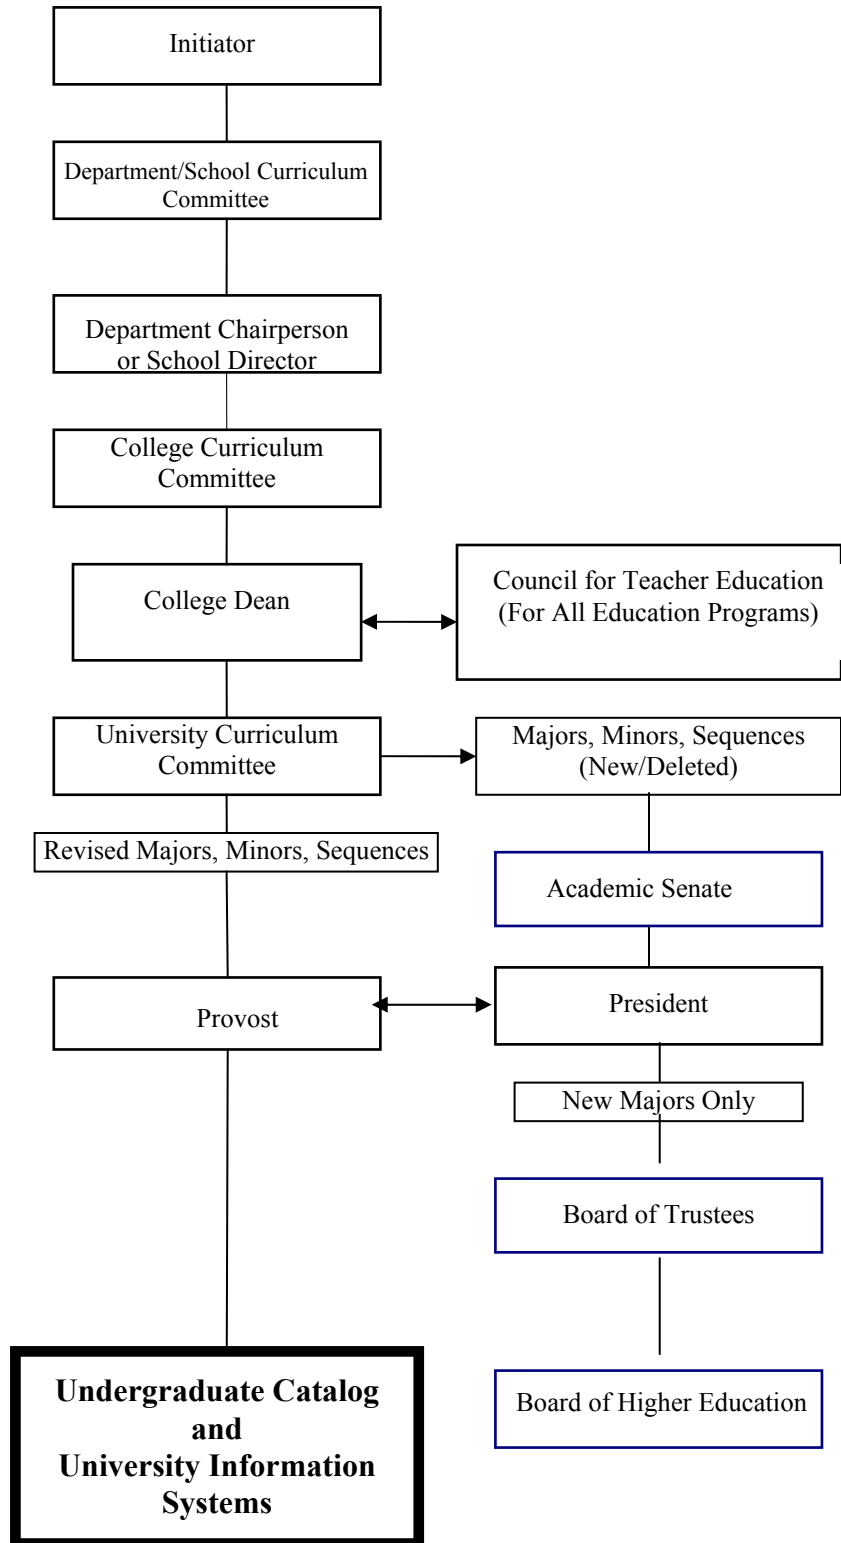 Initiator
Department/School Curriculum
Committee
Department Chairperson
or School Director
College Curriculum
Committee
College Dean
Council for Teacher Education
(For All Education Programs)
University Curriculum
Committee
Majors, Minors, Sequences
(New/Deleted)
Revised Majors, Minors, Sequences
Academic Senate
Provost
President
New Majors Only
Board of Trustees
Undergraduate Catalog
and
University Information
Systems
Board of Higher Education